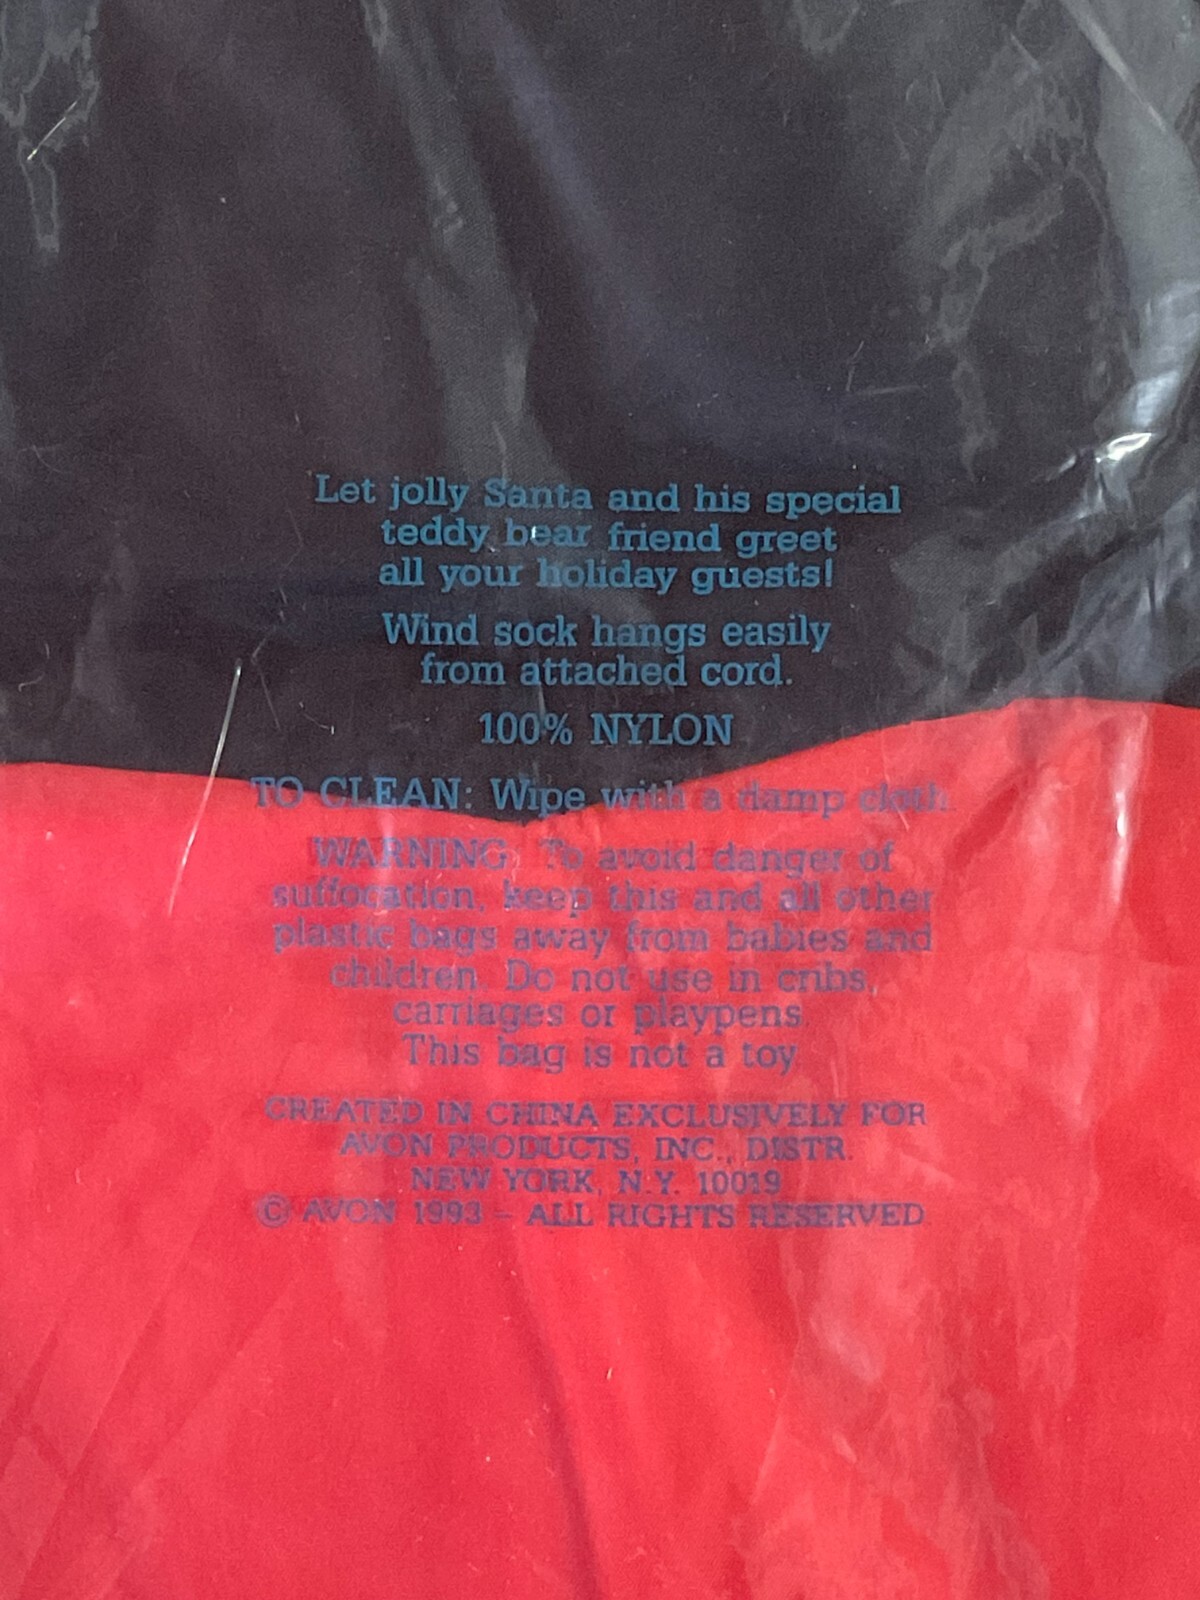 Let jolly Santa and his special
teddy bear friend greet
all your holiday guests!
Wind sock hangs easily
from attached cord.
100% NYLON
TO CLEAN: Wipe with a damp cloth.
WARNING: To avoid danger of
suffocation, keep this and all other
plastic bags away from babies and
children. Do not use in cribs,
carriages or playpens.
This bag is not a toy.
CREATED IN CHINA EXCLUSIVELY FOR
AVON PRODUCTS, INC., DISTR.
NEW YORK, N.Y. 10019
© AVON 1993 – ALL RIGHTS RESERVED.